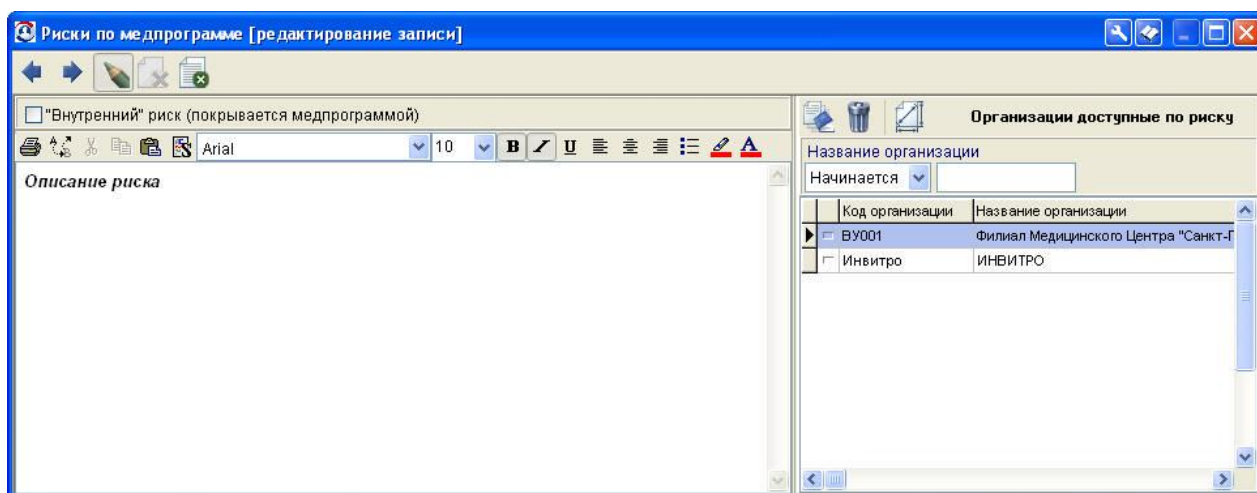 Риски по медпрограмме [редактирование записи]
"Внутренний" риск (покрывается медпрограммой)
Arial 10 B I U A
Описание риска
Организации доступные по риску
Название организации
Начинается
Код организации Название организации
ВУ001 Филиал Медицинского Центра "Санкт-П
Инвитро ИНВИТРО